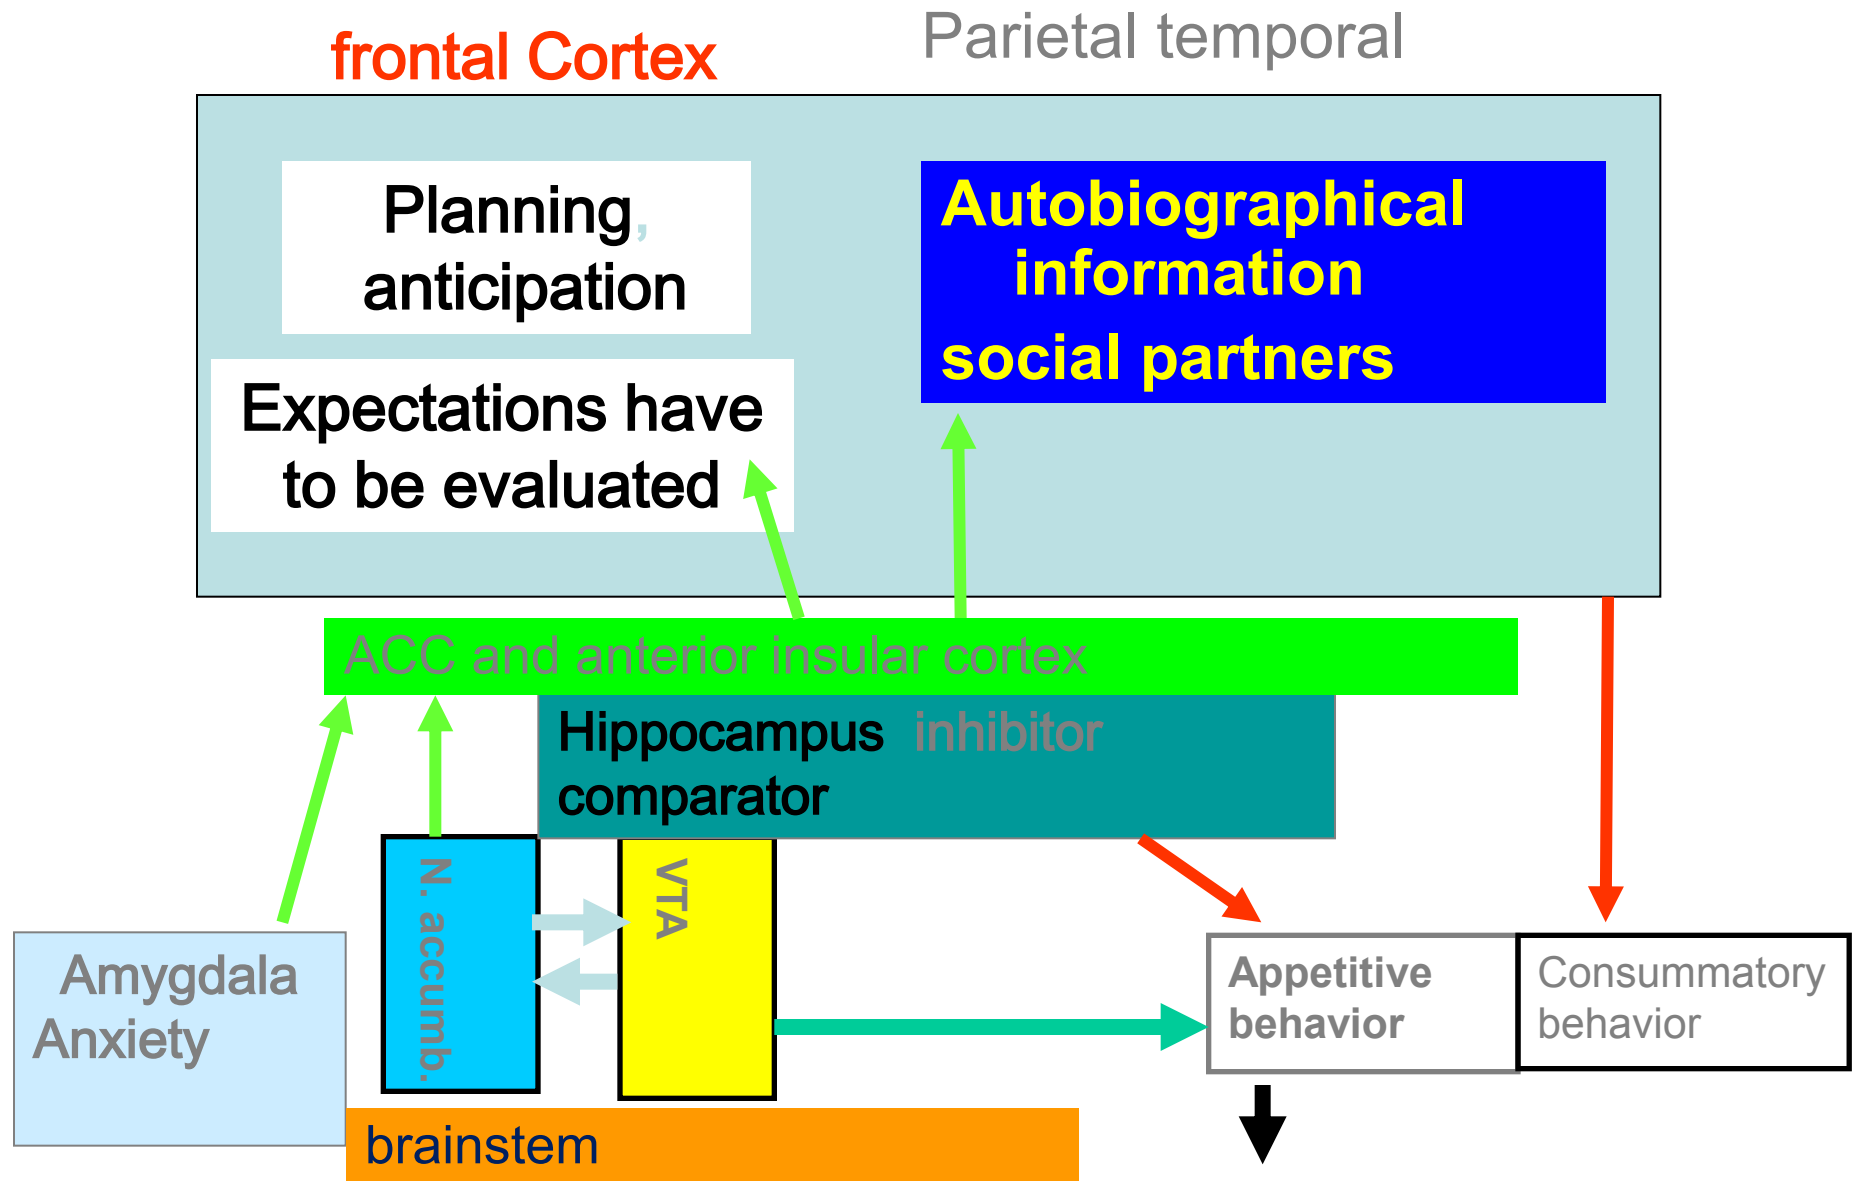 frontal Cortex
Parietal temporal
Planning,
anticipation
Expectations have
to be evaluated
Autobiographical
information
social partners
ACC and anterior insular cortex
Hippocampus inhibitor
comparator
N. accumb.
VTA
Amygdala
Anxiety
Appetitive
behavior
Consummatory
behavior
brainstem